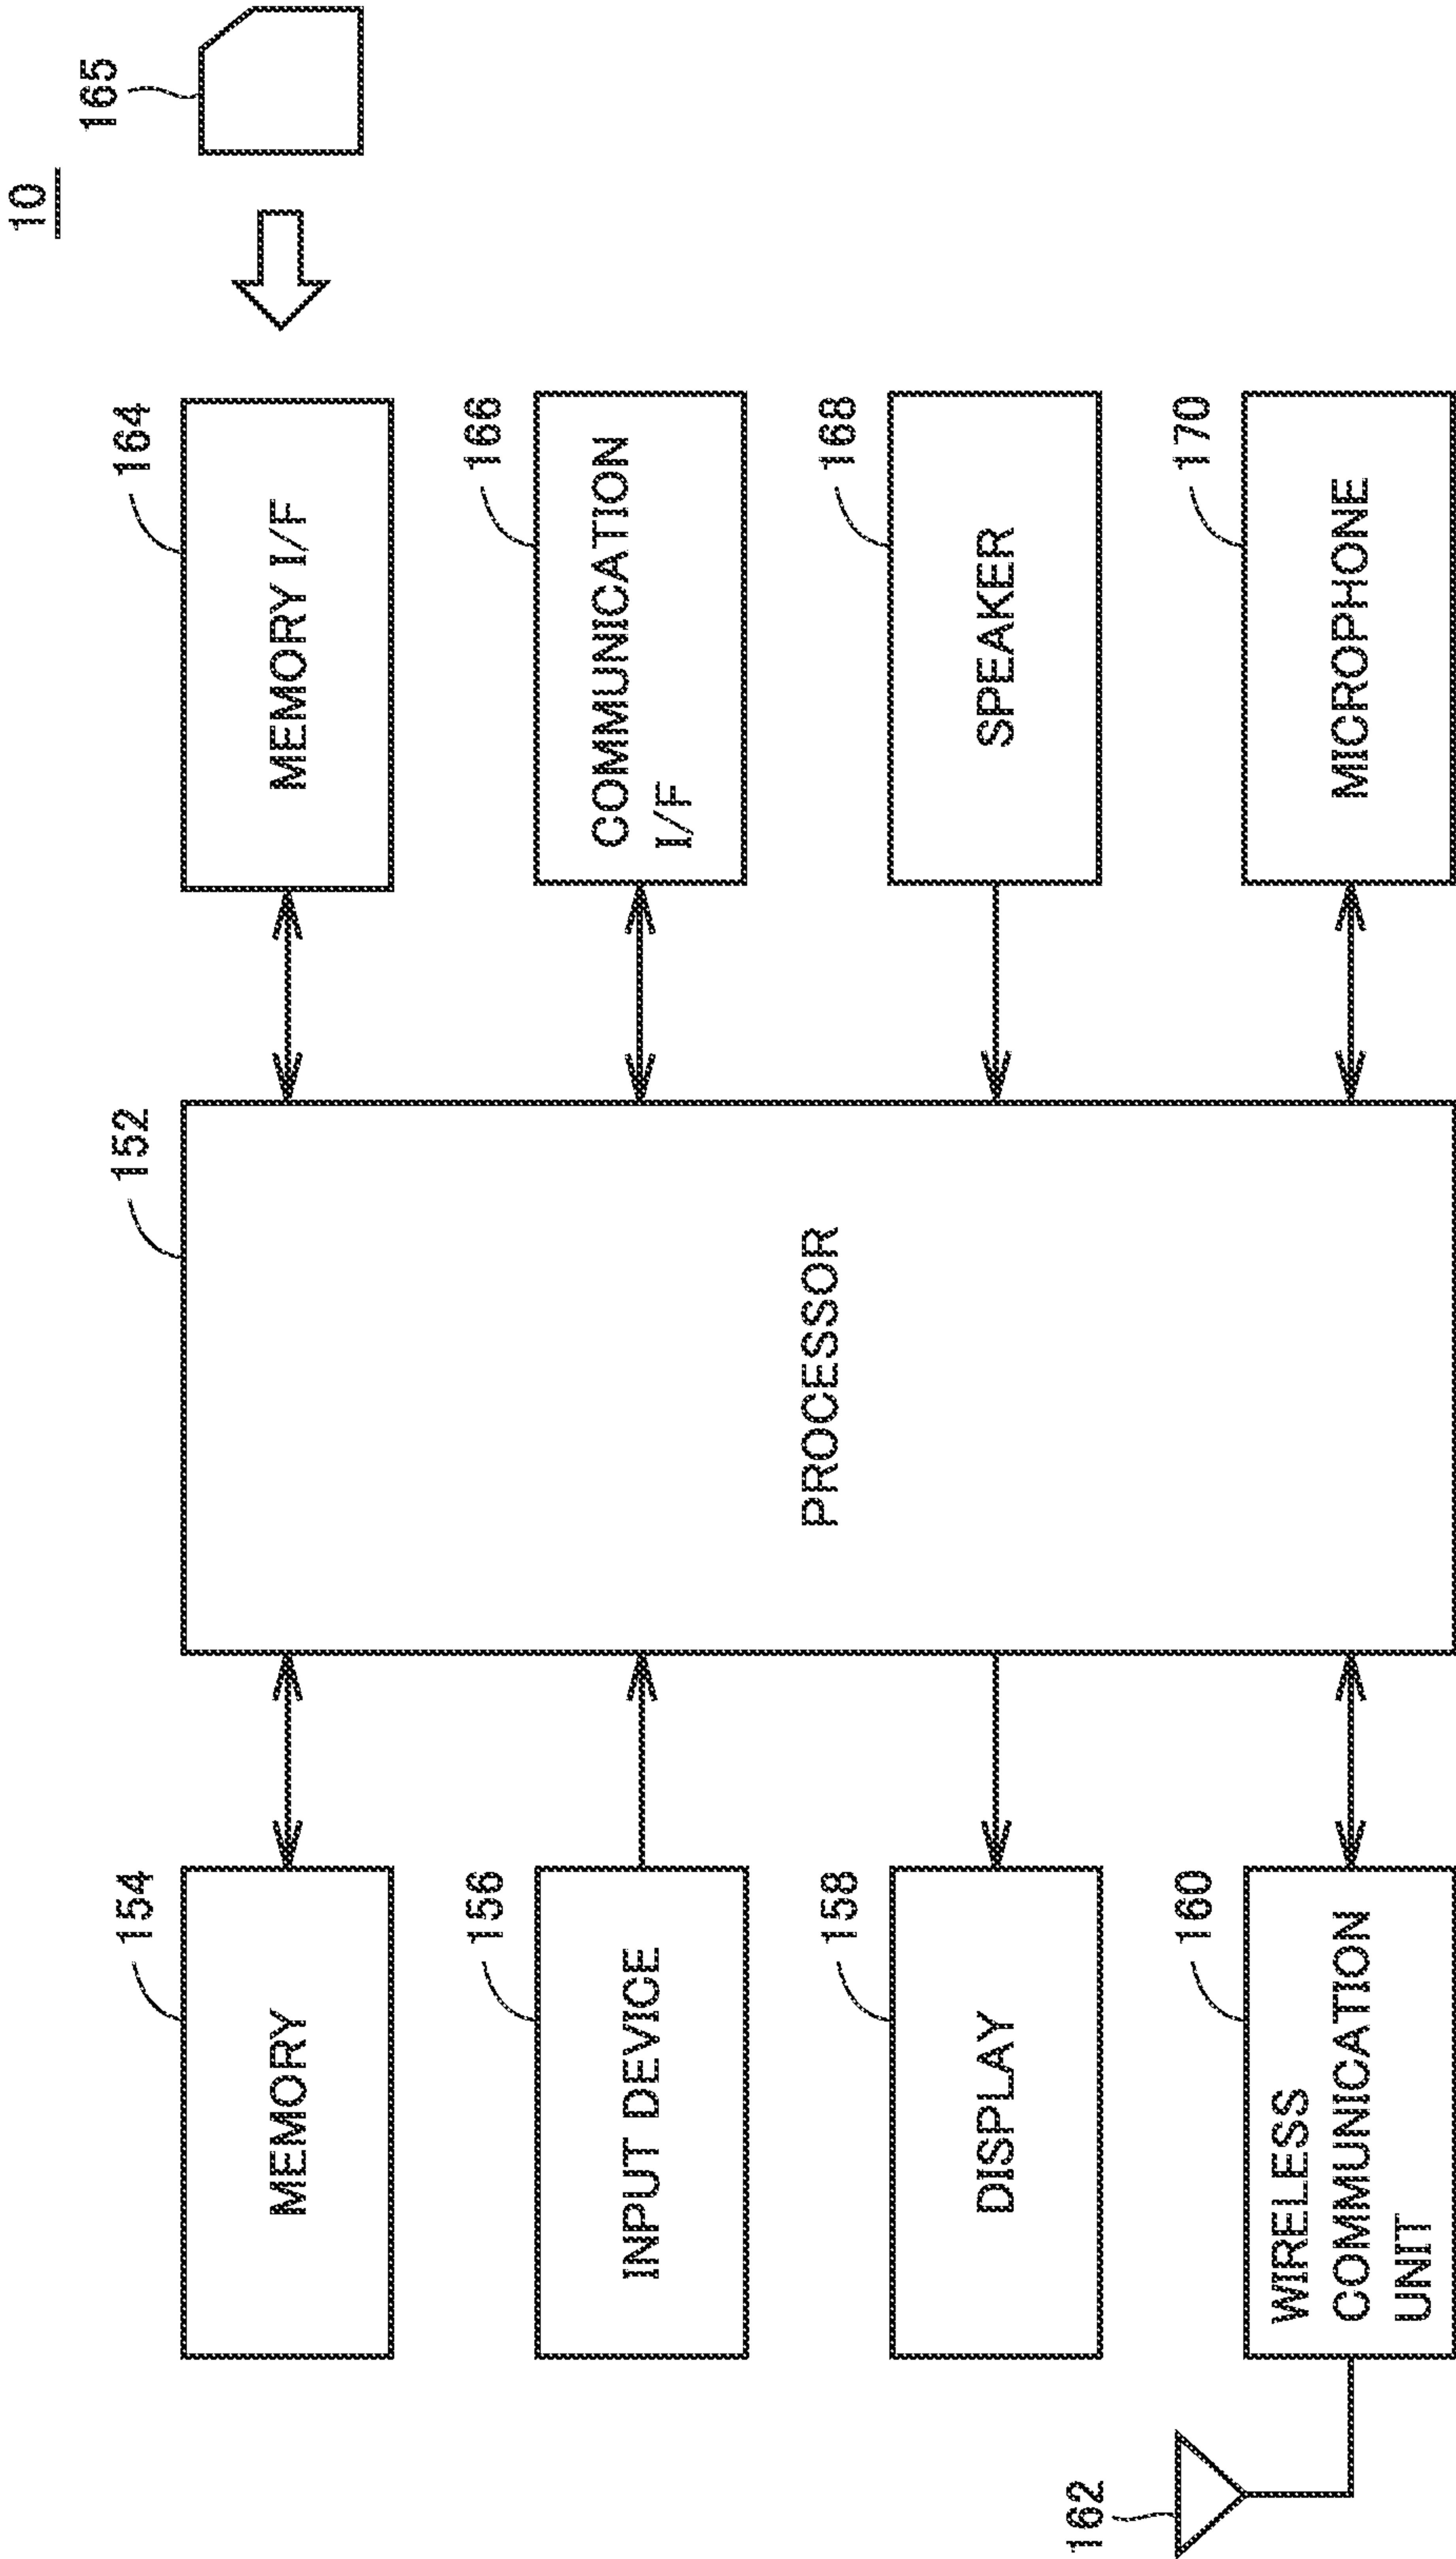 10
165
154
152
164
MEMORY
MEMORY I/F
156
166
INPUT DEVICE
COMMUNICATION
I/F
PROCESSOR
158
168
DISPLAY
SPEAKER
162
160
170
WIRELESS
COMMUNICATION
UNIT
MICROPHONE